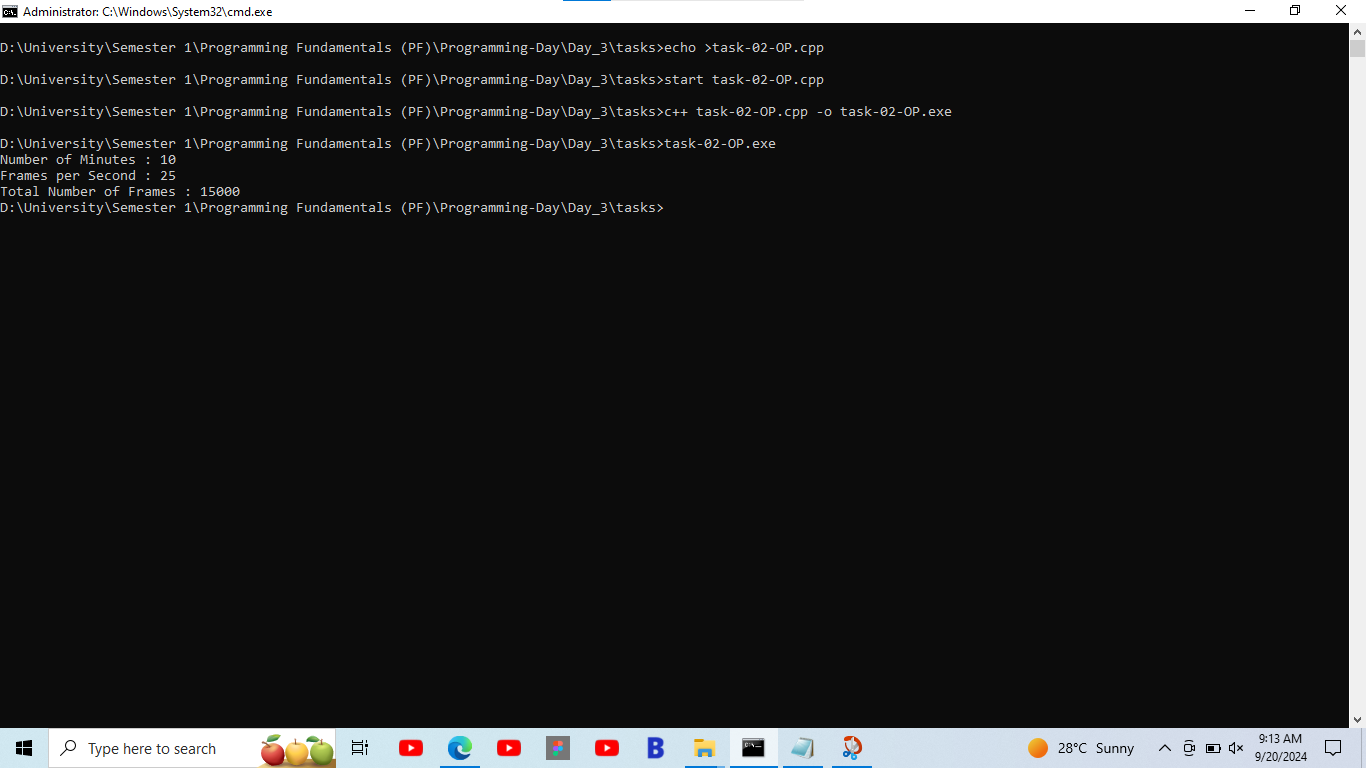 Administrator: C:\Windows\System32\cmd.exe
D:\University\Semester 1\Programming Fundamentals (PF)\Programming-Day\Day_3\tasks>echo >task-02-OP.cpp
D:\University\Semester 1\Programming Fundamentals (PF)\Programming-Day\Day_3\tasks>start task-02-OP.cpp
D:\University\Semester 1\Programming Fundamentals (PF)\Programming-Day\Day_3\tasks>c++ task-02-OP.cpp -o task-02-OP.exe
D:\University\Semester 1\Programming Fundamentals (PF)\Programming-Day\Day_3\tasks>task-02-OP.exe
Number of Minutes : 10
Frames per Second : 25
Total Number of Frames : 15000
D:\University\Semester 1\Programming Fundamentals (PF)\Programming-Day\Day_3\tasks>
Type here to search
B
28°C Sunny
9:13 AM
9/20/2024